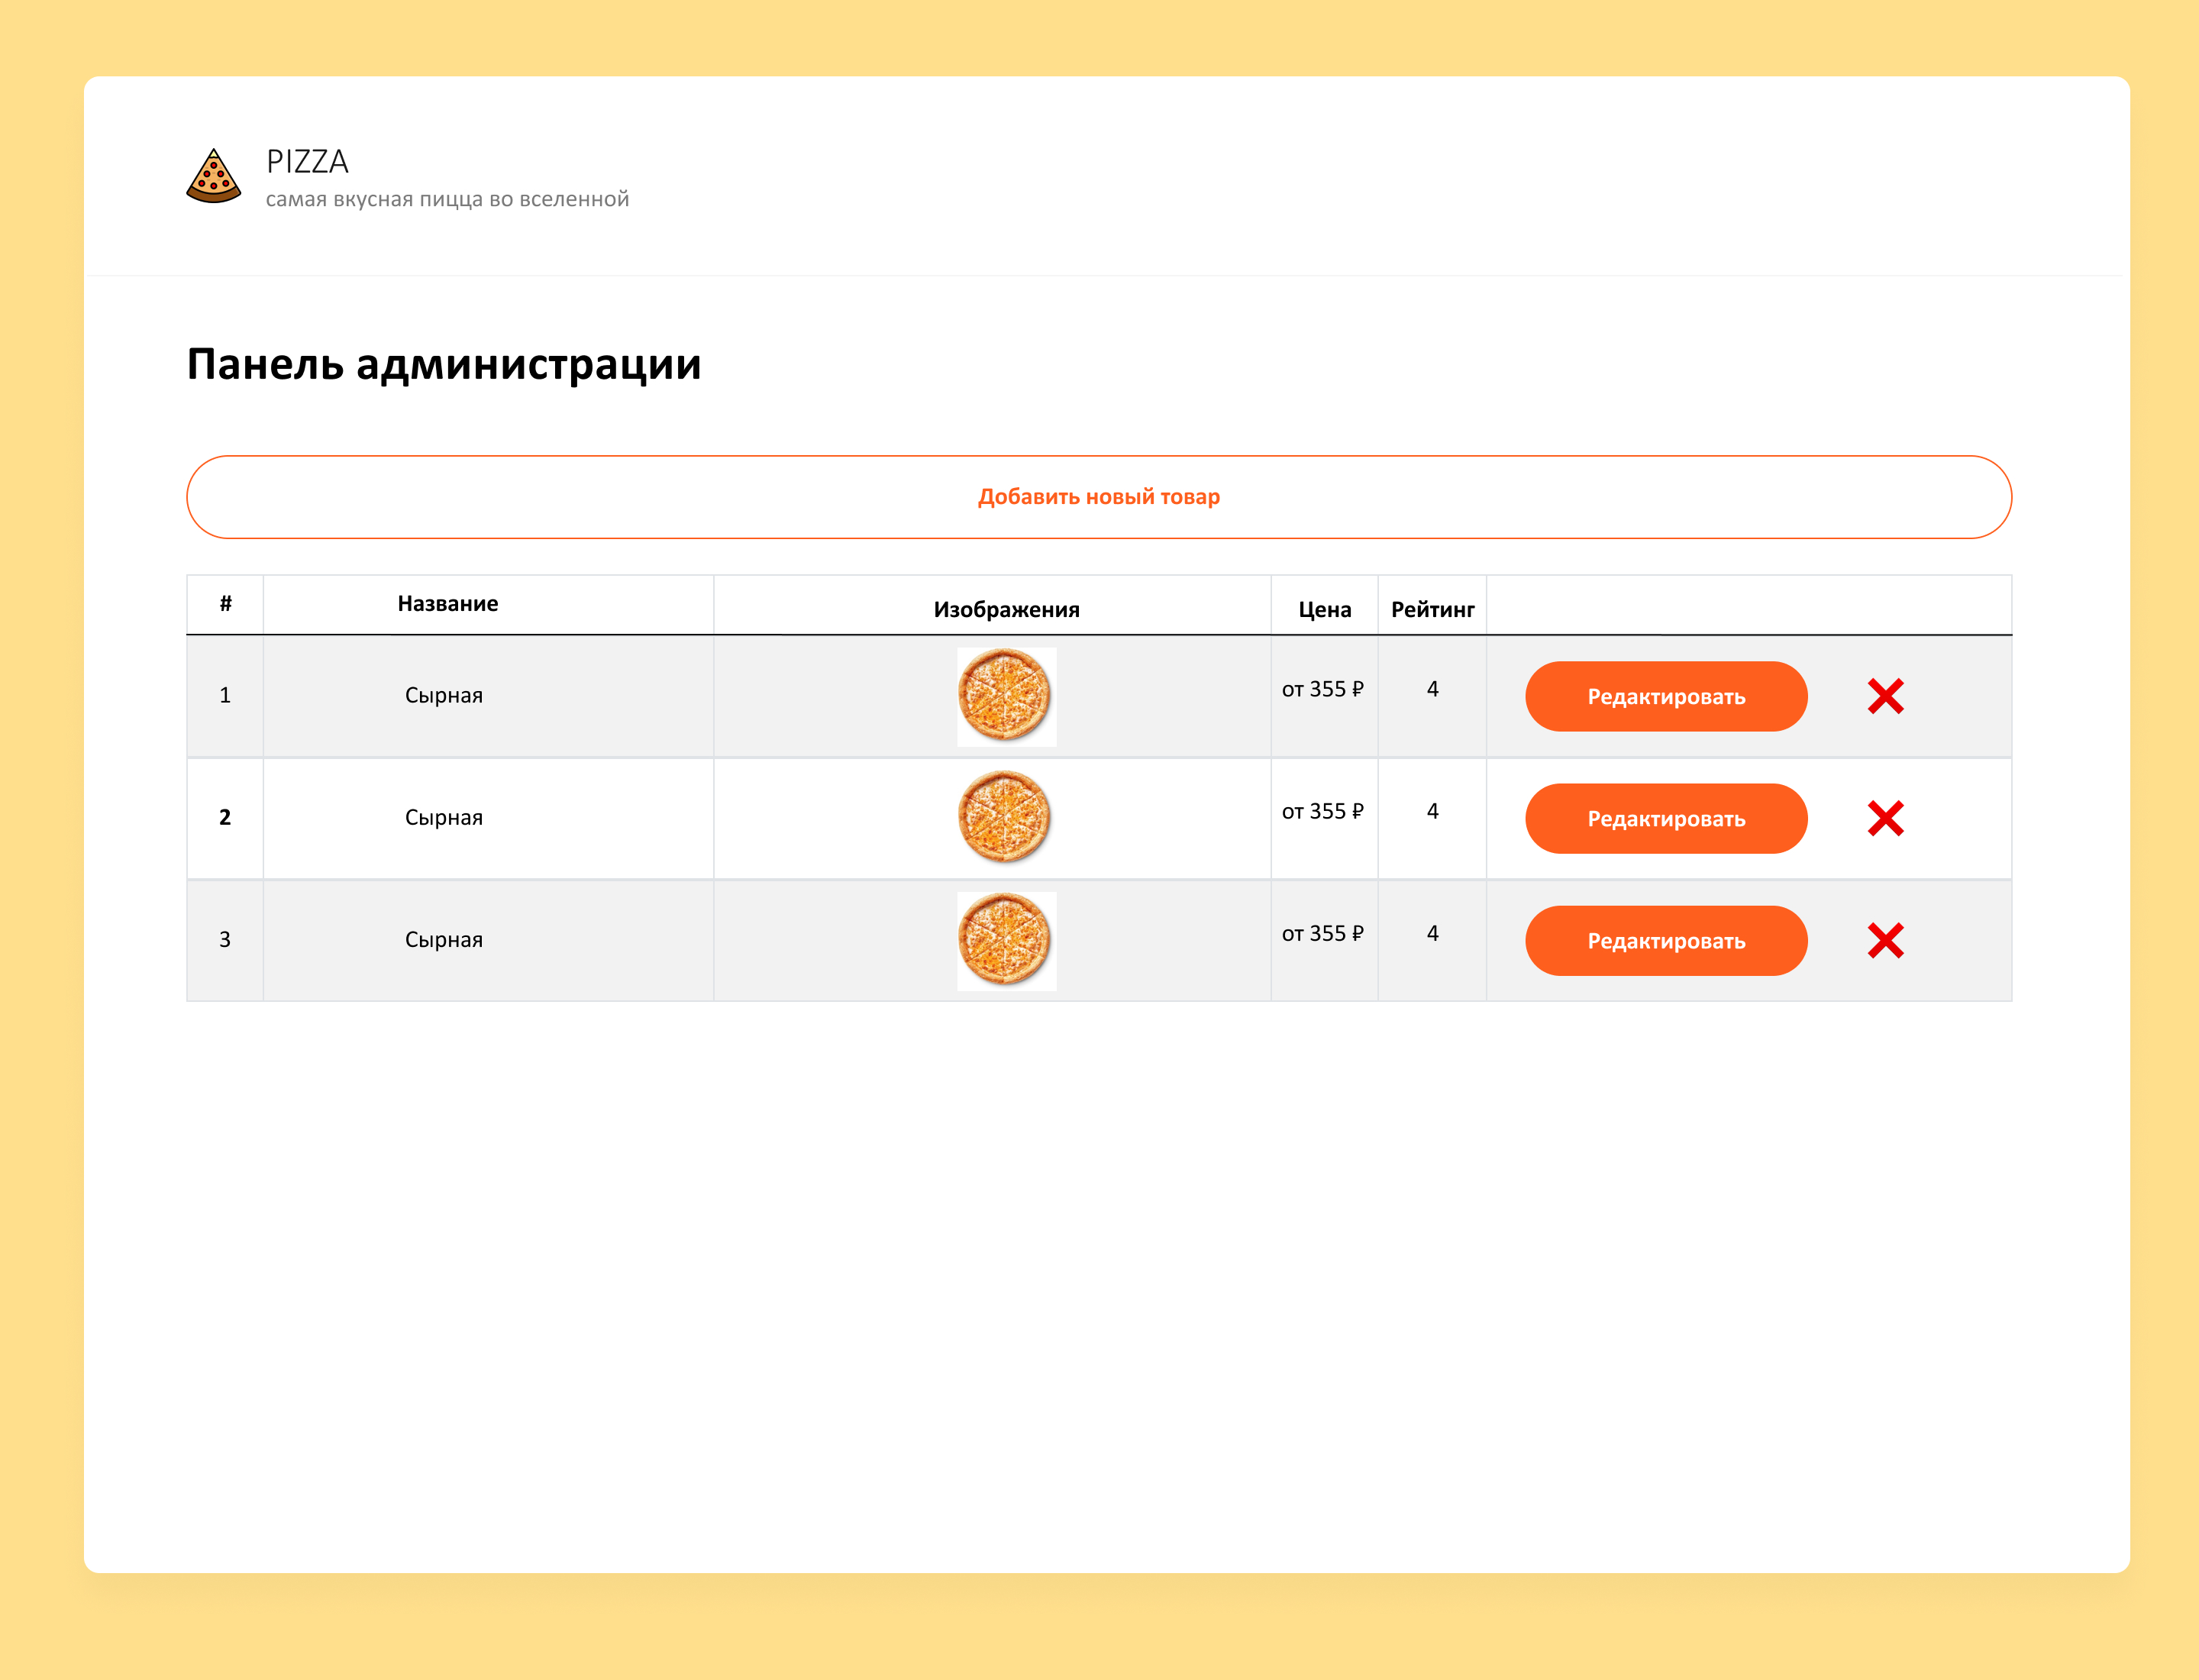 PIZZA
самая вкусная пицца во вселенной
Панель администрации
Добавить новый товар
# Название Изображения Цена Рейтинг
1 Сырная от 355 ₽ 4 Редактировать
2 Сырная от 355 ₽ 4 Редактировать
3 Сырная от 355 ₽ 4 Редактировать